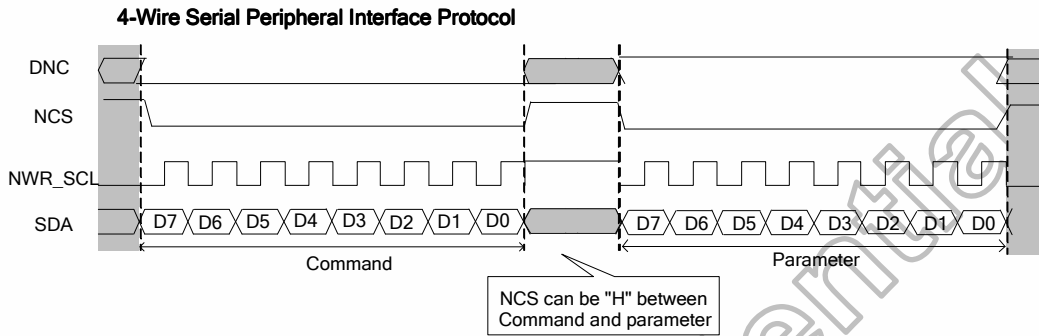 4-Wire Serial Peripheral Interface Protocol
DNC
NCS
NWR_SCL
SDA
D7 D6 D5 D4 D3 D2 D1 D0
D7 D6 D5 D4 D3 D2 D1 D0
Command
Parameter
NCS can be "H" between
Command and parameter
ential